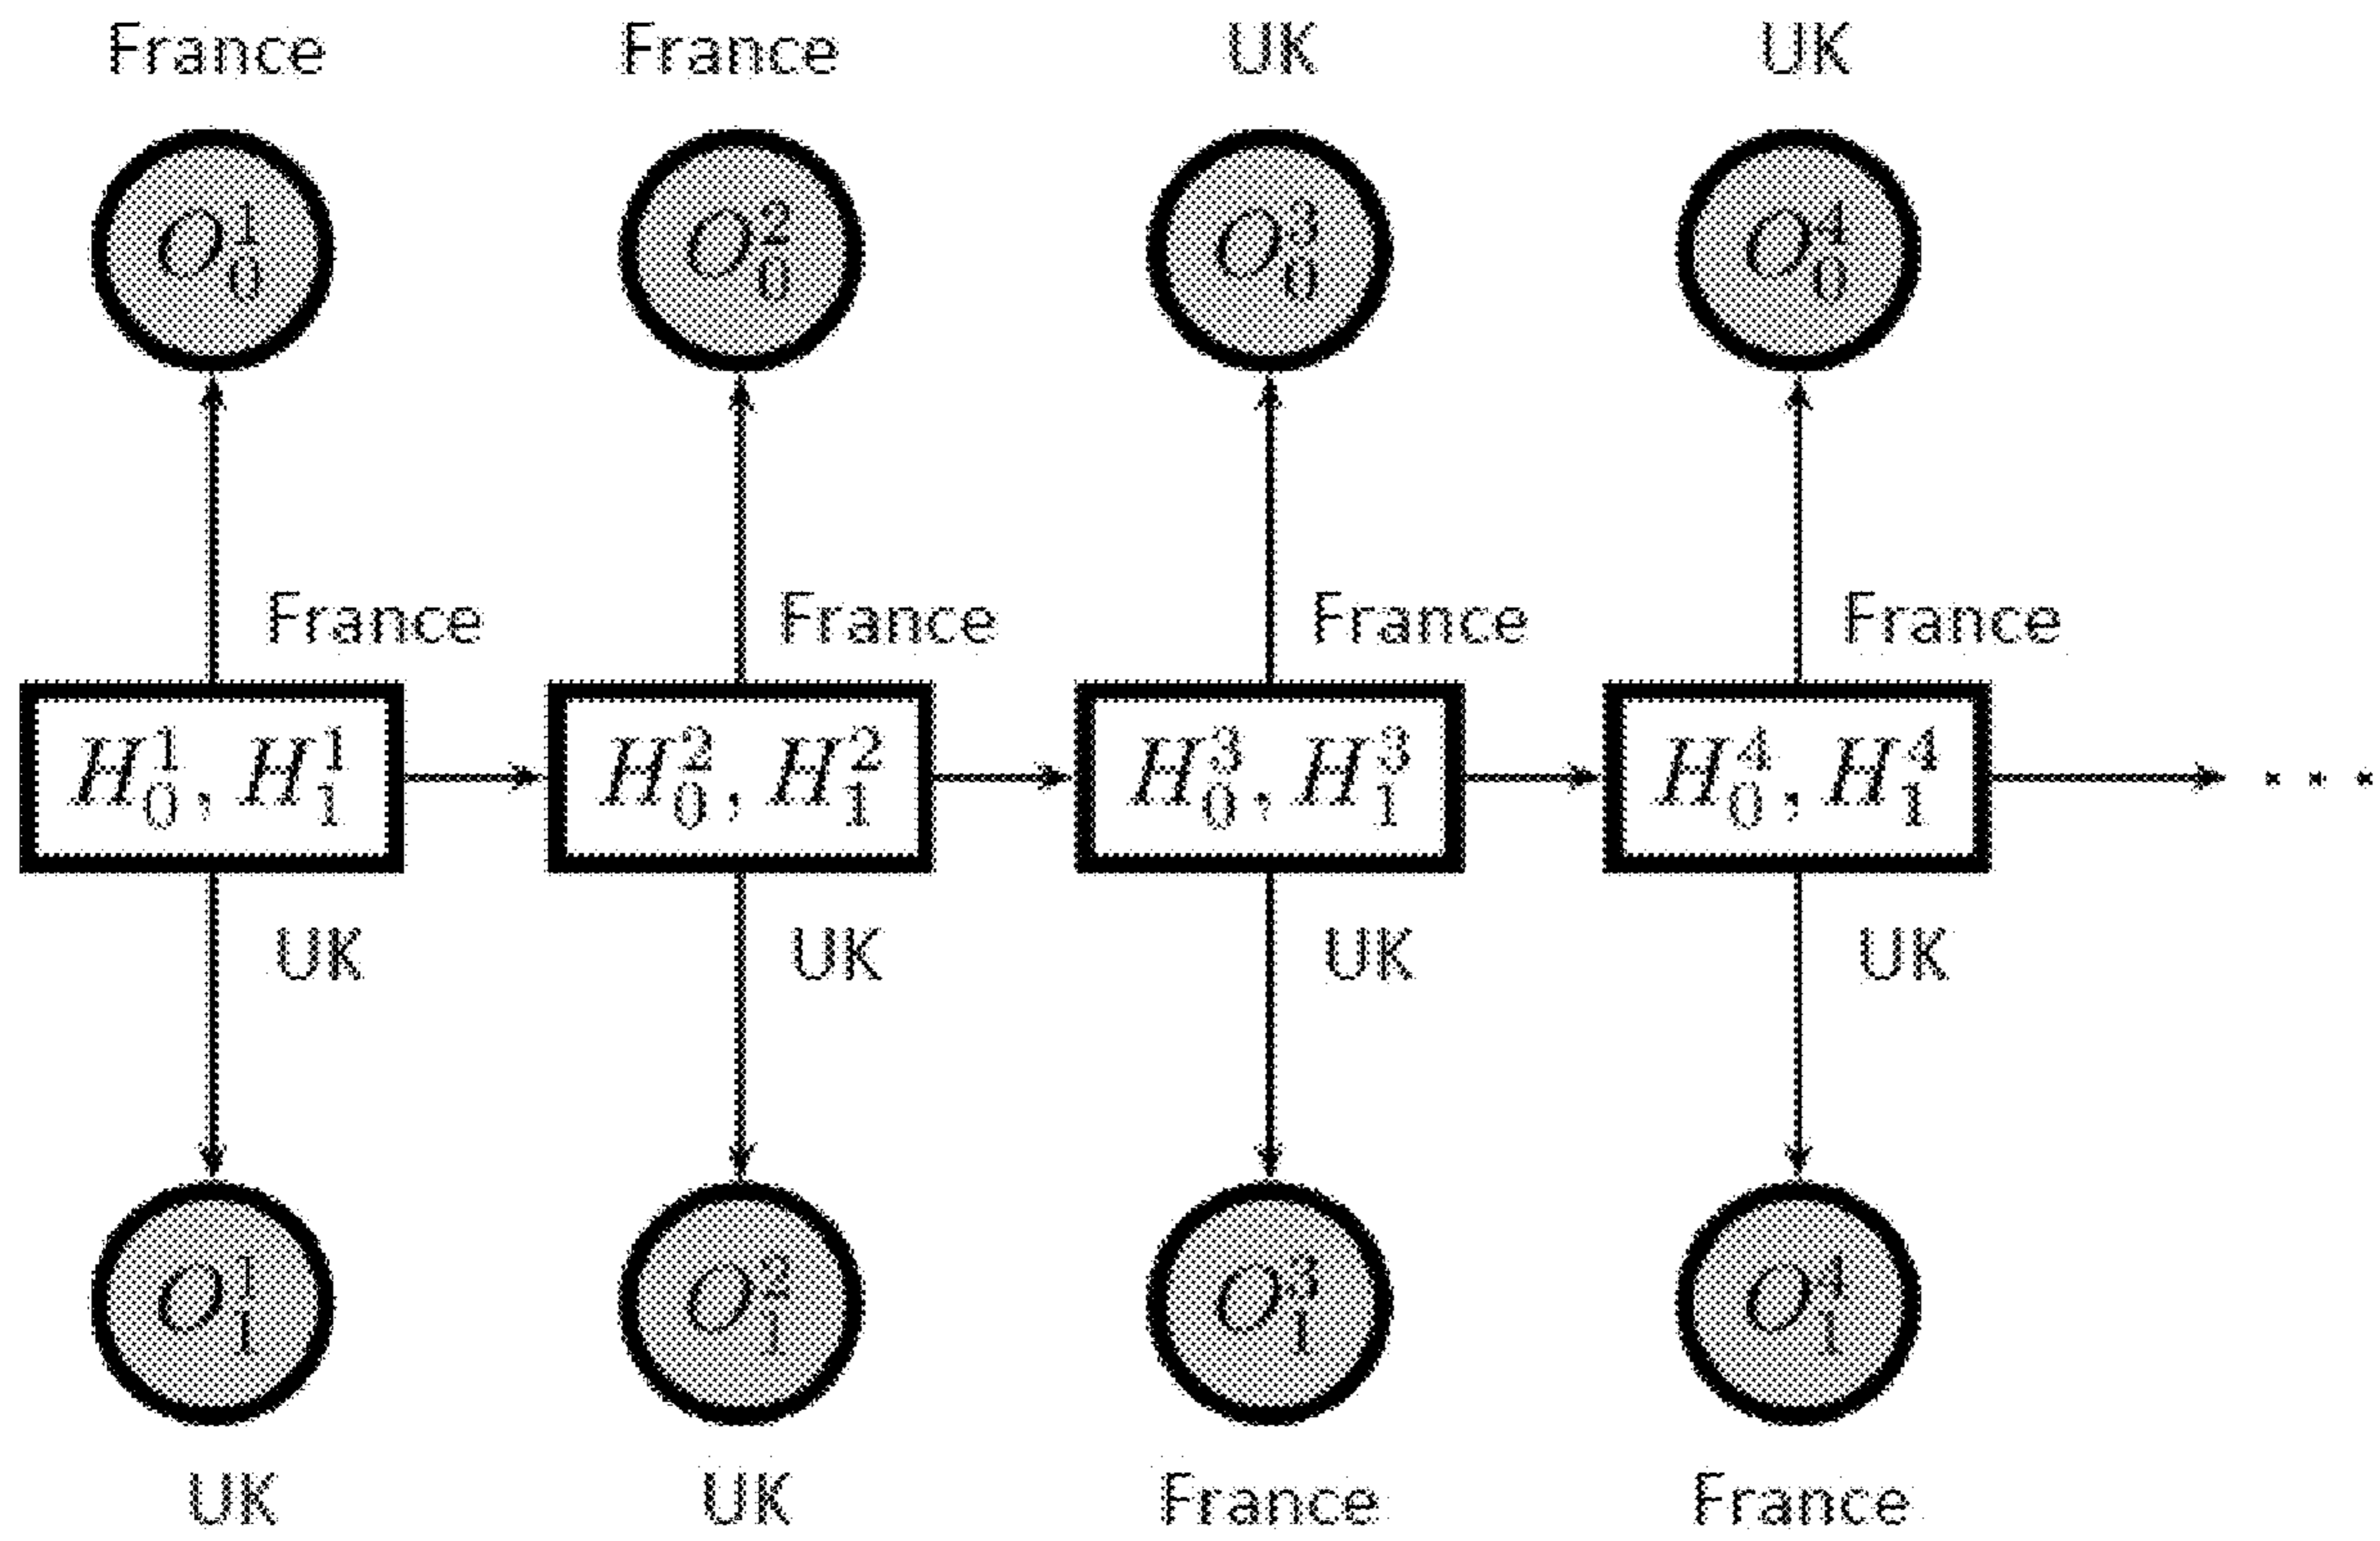 France France UK UK
O_0^1 O_0^2 O_0^3 O_0^4
France France France France
H_0^1, H_1^1 H_0^2, H_1^2 H_0^3, H_1^3 H_0^4, H_1^4 ...
UK UK UK UK
O_1^1 O_1^2 O_1^3 O_1^4
UK UK France France